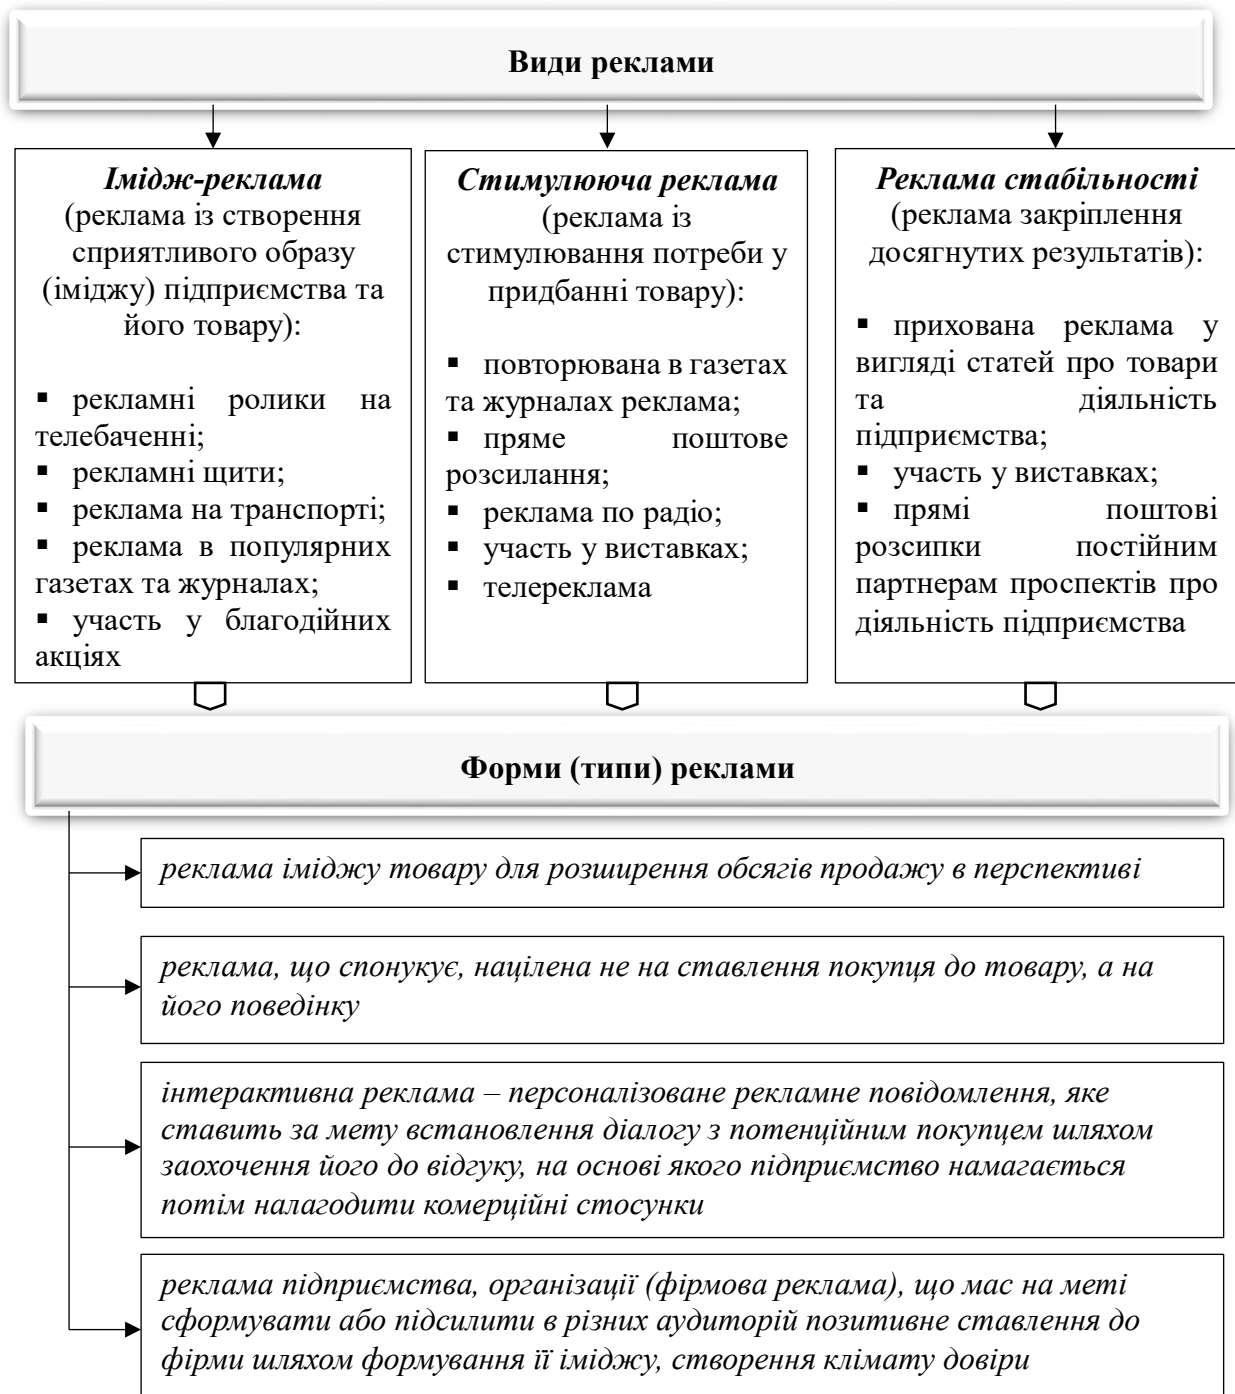 Види реклами
Імідж-реклама
(реклама із створення
сприятливого образу
(іміджу) підприємства та
його товару):
▪ рекламні ролики на
телебаченні;
▪ рекламні щити;
▪ реклама на транспорті;
▪ реклама в популярних
газетах та журналах;
▪ участь у благодійних
акціях
Стимулююча реклама
(реклама із
стимулювання потреби у
придбанні товару):
▪ повторювана в газетах
та журналах реклама;
▪ пряме поштове
розсилання;
▪ реклама по радіо;
▪ участь у виставках;
▪ телереклама
Реклама стабільності
(реклама закріплення
досягнутих результатів):
▪ прихована реклама у
вигляді статей про товари
та діяльність
підприємства;
▪ участь у виставках;
▪ прямі поштові
розсипки постійним
партнерам проспектів про
діяльність підприємства
Форми (типи) реклами
реклама іміджу товару для розширення обсягів продажу в перспективі
реклама, що спонукує, націлена не на ставлення покупця до товару, а на
його поведінку
інтерактивна реклама – персоналізоване рекламне повідомлення, яке
ставить за мету встановлення діалогу з потенційним покупцем шляхом
заохочення його до відгуку, на основі якого підприємство намагається
потім налагодити комерційні стосунки
реклама підприємства, організації (фірмова реклама), що мас на меті
сформувати або підсилити в різних аудиторій позитивне ставлення до
фірми шляхом формування її іміджу, створення клімату довіри